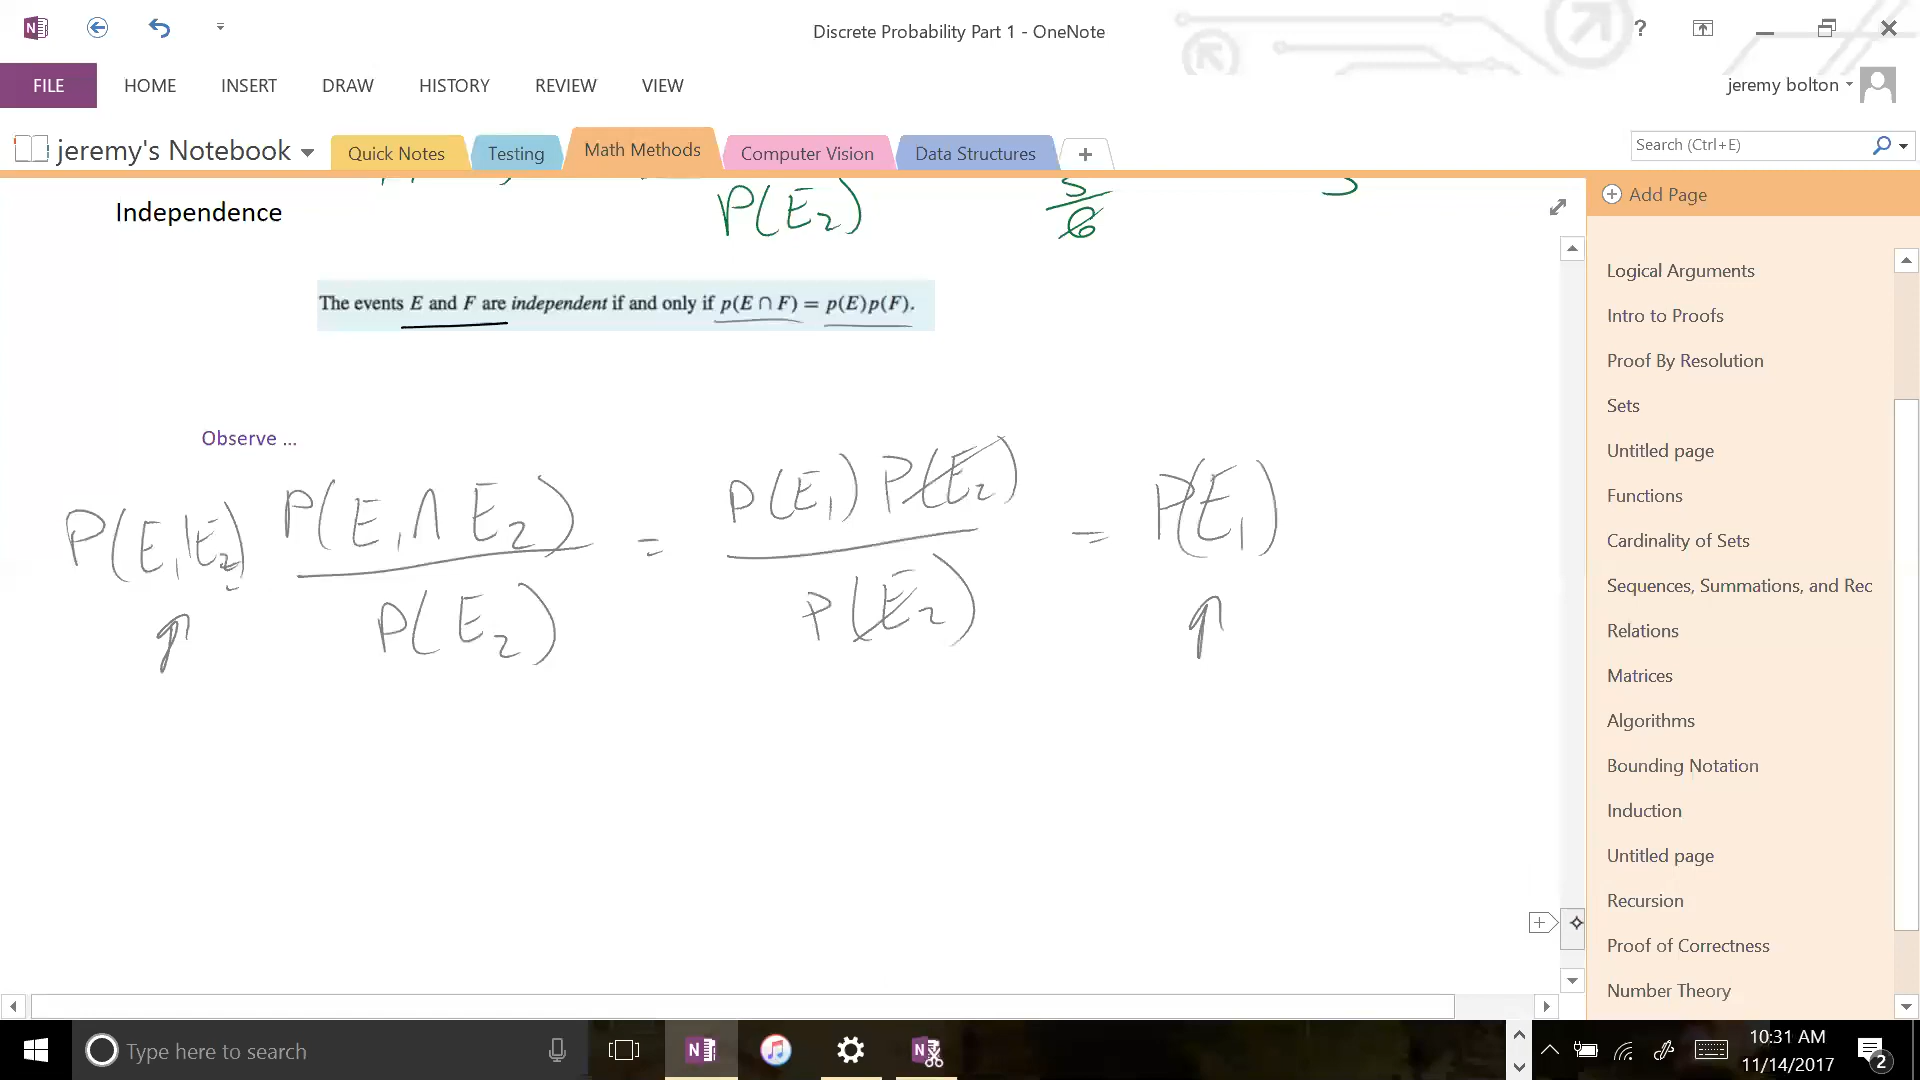 Discrete Probability Part 1 - OneNote
?
FILE HOME INSERT DRAW HISTORY REVIEW VIEW
jeremy bolton
jeremy's Notebook
Quick Notes Testing Math Methods Computer Vision Data Structures
Search (Ctrl+E)
Add Page
Independence
P(E₂)
5/6
The events E and F are independent if and only if p(E ∩ F) = p(E)p(F).
Observe ...
P(E₁|E₂) P(E₁∩E₂) / P(E₂) = P(E₁) P(E₂) / P(E₂) = P(E₁)
Logical Arguments
Intro to Proofs
Proof By Resolution
Sets
Untitled page
Functions
Cardinality of Sets
Sequences, Summations, and Rec
Relations
Matrices
Algorithms
Bounding Notation
Induction
Untitled page
Recursion
Proof of Correctness
Number Theory
Type here to search
10:31 AM
11/14/2017
2